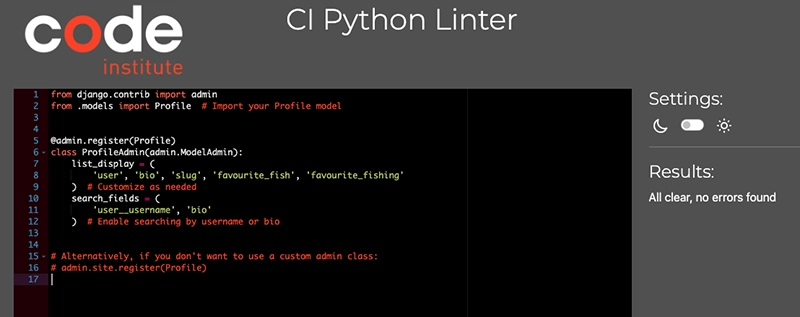 code
institute
CI Python Linter
1 from django.contrib import admin
2 from .models import Profile  # Import your Profile model
3
4
5 @admin.register(Profile)
6 class ProfileAdmin(admin.ModelAdmin):
7     list_display = (
8         'user', 'bio', 'slug', 'favourite_fish', 'favourite_fishing'
9     )  # Customize as needed
10     search_fields = (
11         'user__username', 'bio'
12     )  # Enable searching by username or bio
13
14
15 # Alternatively, if you don't want to use a custom admin class:
16 # admin.site.register(Profile)
17
Settings:
Results:
All clear, no errors found